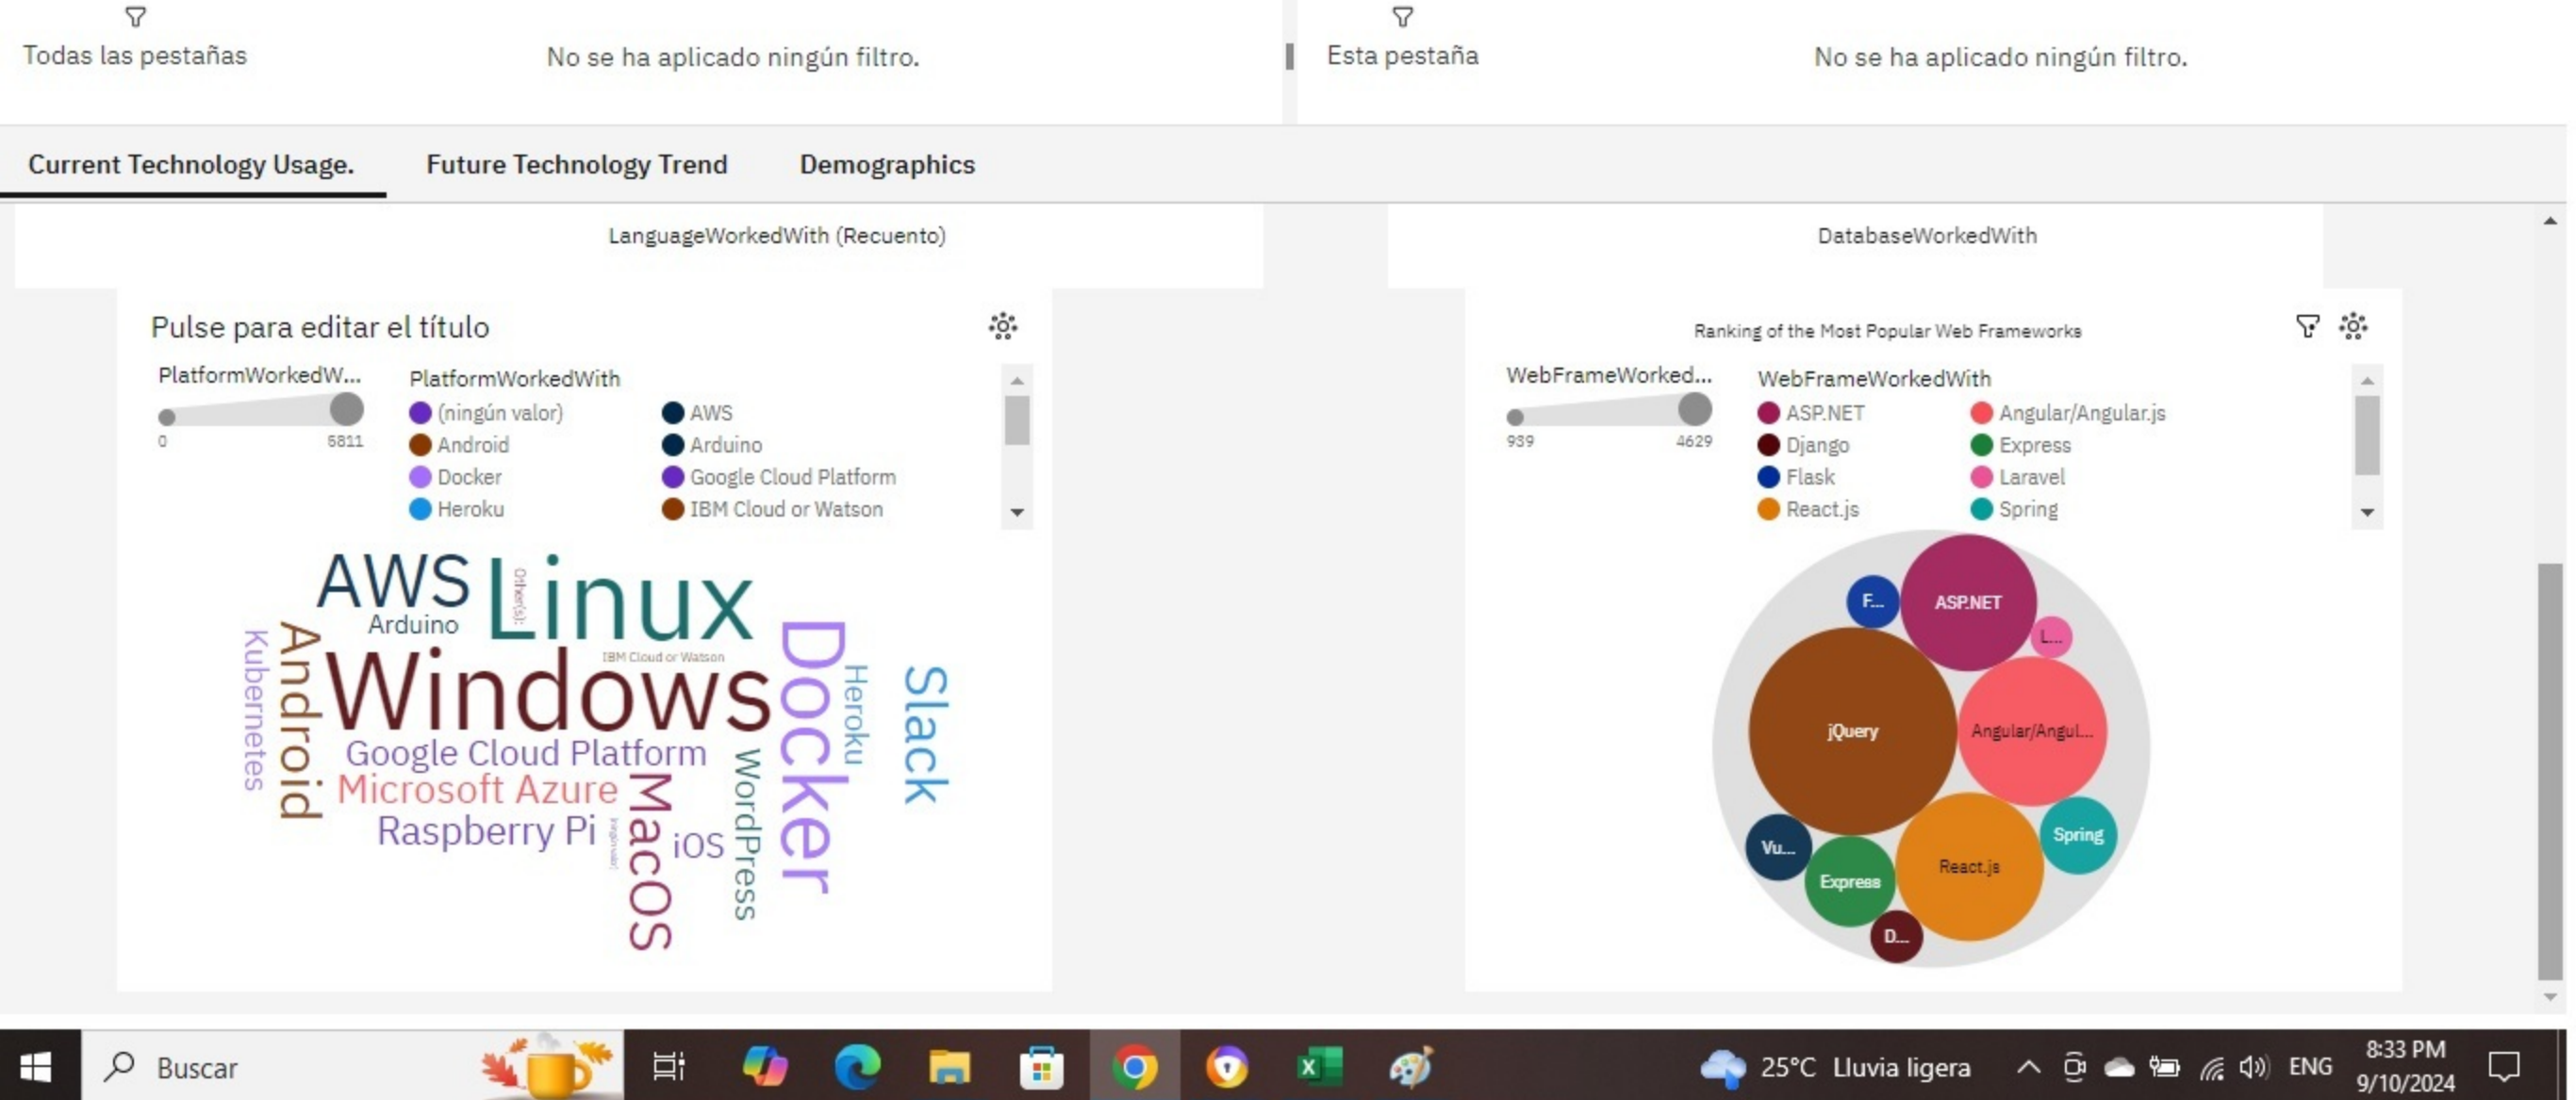 Todas las pestañas
No se ha aplicado ningún filtro.
Esta pestaña
No se ha aplicado ningún filtro.
Current Technology Usage.
Future Technology Trend
Demographics
LanguageWorkedWith (Recuento)
DatabaseWorkedWith
Pulse para editar el título
PlatformWorkedW...
0
5811
PlatformWorkedWith
(ningún valor)
AWS
Android
Arduino
Docker
Google Cloud Platform
Heroku
IBM Cloud or Watson
AWS
Linux
Other(s):
Arduino
Kubernetes
Android
IBM Cloud or Watson
Windows
Docker
Heroku
Slack
Google Cloud Platform
Microsoft Azure
Raspberry Pi
MacOS
iOS
WordPress
Ranking of the Most Popular Web Frameworks
WebFrameWorked...
939
4629
WebFrameWorkedWith
ASP.NET
Angular/Angular.js
Django
Express
Flask
Laravel
React.js
Spring
F...
ASP.NET
L...
jQuery
Angular/Angul...
Vu...
Express
React.js
Spring
D...
Buscar
25°C Lluvia ligera
ENG
8:33 PM
9/10/2024